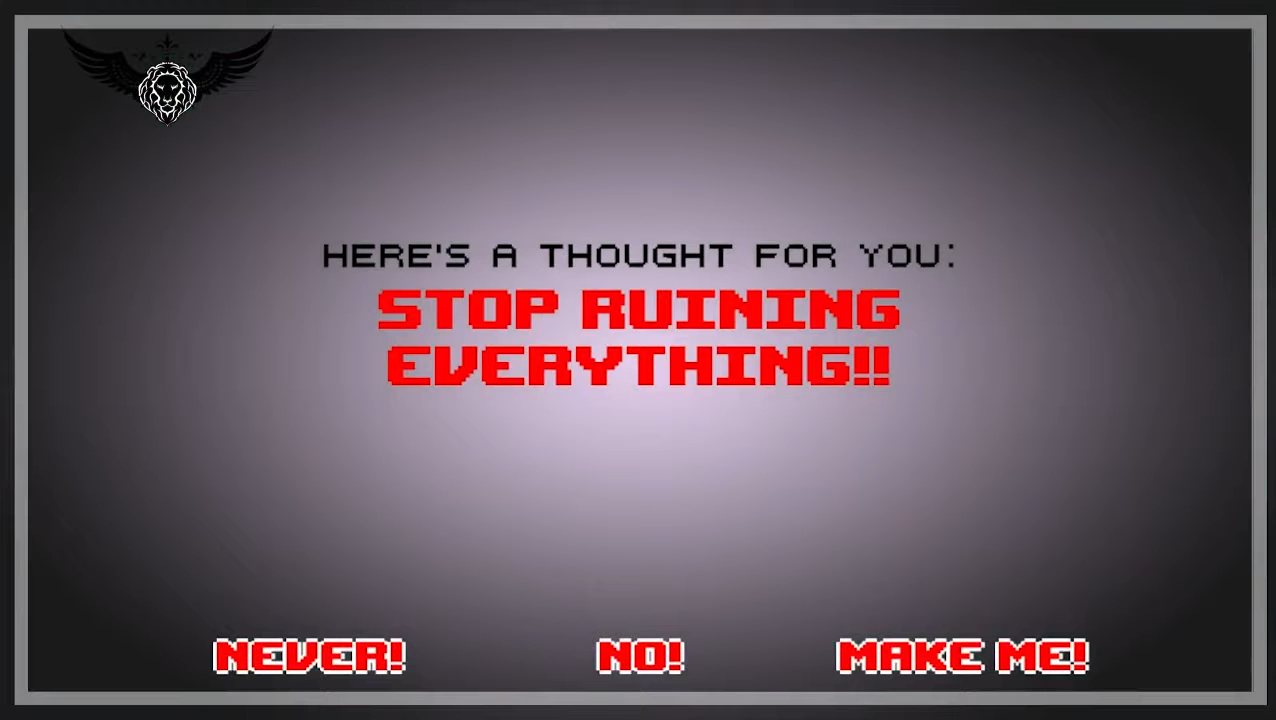 HERE'S A THOUGHT FOR YOU:
STOP RUINING
EVERYTHING!!
NEVER! NO! MAKE ME!